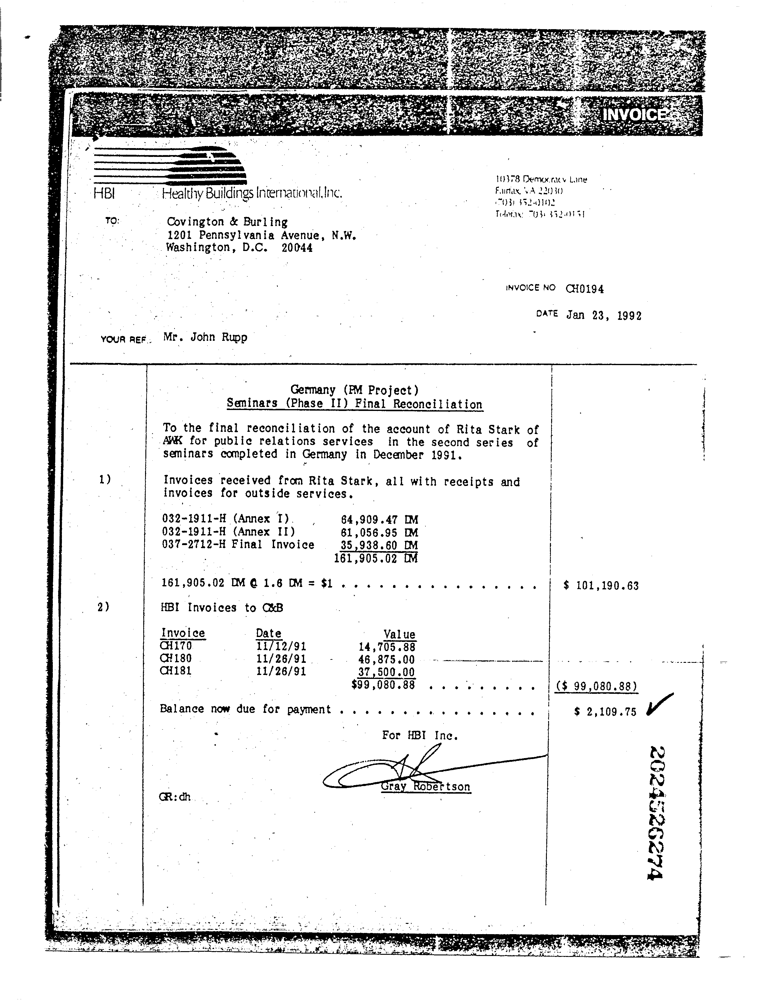 INVOICE
HBI Healthy Buildings International, Inc.
10378 Democracy Lane
Fairfax, VA 22030
(703) 352-0102
Telefax: (703) 352-0151
TO: Covington & Burling
1201 Pennsylvania Avenue, N.W.
Washington, D.C. 20044
INVOICE NO CH0194
DATE Jan 23, 1992
YOUR REF. Mr. John Rupp
Germany (PM Project)
Seminars (Phase II) Final Reconciliation
To the final reconciliation of the account of Rita Stark of
AWK for public relations services in the second series of
seminars completed in Germany in December 1991.
1) Invoices received from Rita Stark, all with receipts and
invoices for outside services.
032-1911-H (Annex I) 64,909.47 DM
032-1911-H (Annex II) 61,056.95 DM
037-2712-H Final Invoice 35,938.60 DM
161,905.02 DM
161,905.02 DM @ 1.6 DM = $1 . . . . . . . . . . . . . . . . $ 101,190.63
2) HBI Invoices to C&B
Invoice Date Value
CH170 11/12/91 14,705.88
CH180 11/26/91 46,875.00
CH181 11/26/91 37,500.00
$99,080.88 . . . . . . . . . ($ 99,080.88)
Balance now due for payment . . . . . . . . . . . . . . . . $ 2,109.75
For HBI Inc.
Gray Robertson
GR:dh
2024526274